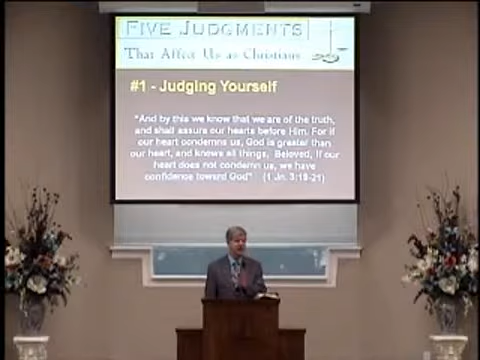 FIVE JUDGMENTS
That Affect Us as Christians
#1 - Judging Yourself
"And by this we know that we are of the truth,
and shall assure our hearts before Him. For if
our heart condemns us, God is greater than
our heart, and knows all things. Beloved, if our
heart does not condemn us, we have
confidence toward God" (1 Jn. 3:19-21)